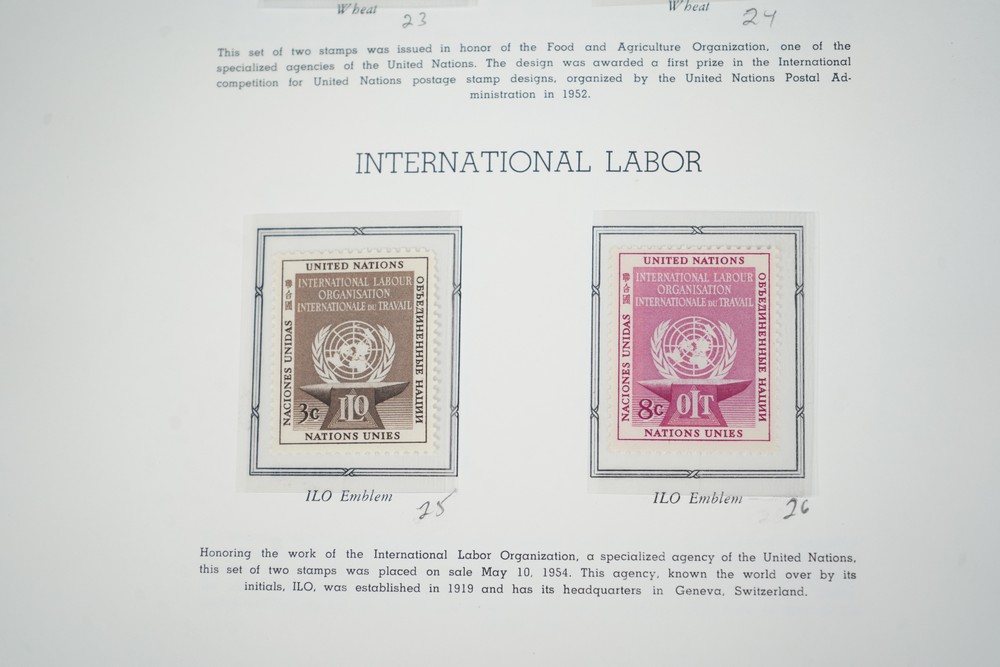 Wheat
23
Wheat
24
This set of two stamps was issued in honor of the Food and Agriculture Organization, one of the
specialized agencies of the United Nations. The design was awarded a first prize in the International
competition for United Nations postage stamp designs, organized by the United Nations Postal Ad-
ministration in 1952.
INTERNATIONAL LABOR
UNITED NATIONS
聯合國
NACIONES UNIDAS
INTERNATIONAL LABOUR
ORGANISATION
INTERNATIONALE DU TRAVAIL
ОБЪЕДИНЕННЫЕ НАЦИИ
3c
ILO
NATIONS UNIES
ILO Emblem
25
UNITED NATIONS
聯合國
NACIONES UNIDAS
INTERNATIONAL LABOUR
ORGANISATION
INTERNATIONALE DU TRAVAIL
ОБЪЕДИНЕННЫЕ НАЦИИ
8c
OIT
NATIONS UNIES
ILO Emblem
26
Honoring the work of the International Labor Organization, a specialized agency of the United Nations,
this set of two stamps was placed on sale May 10, 1954. This agency, known the world over by its
initials, ILO, was established in 1919 and has its headquarters in Geneva, Switzerland.